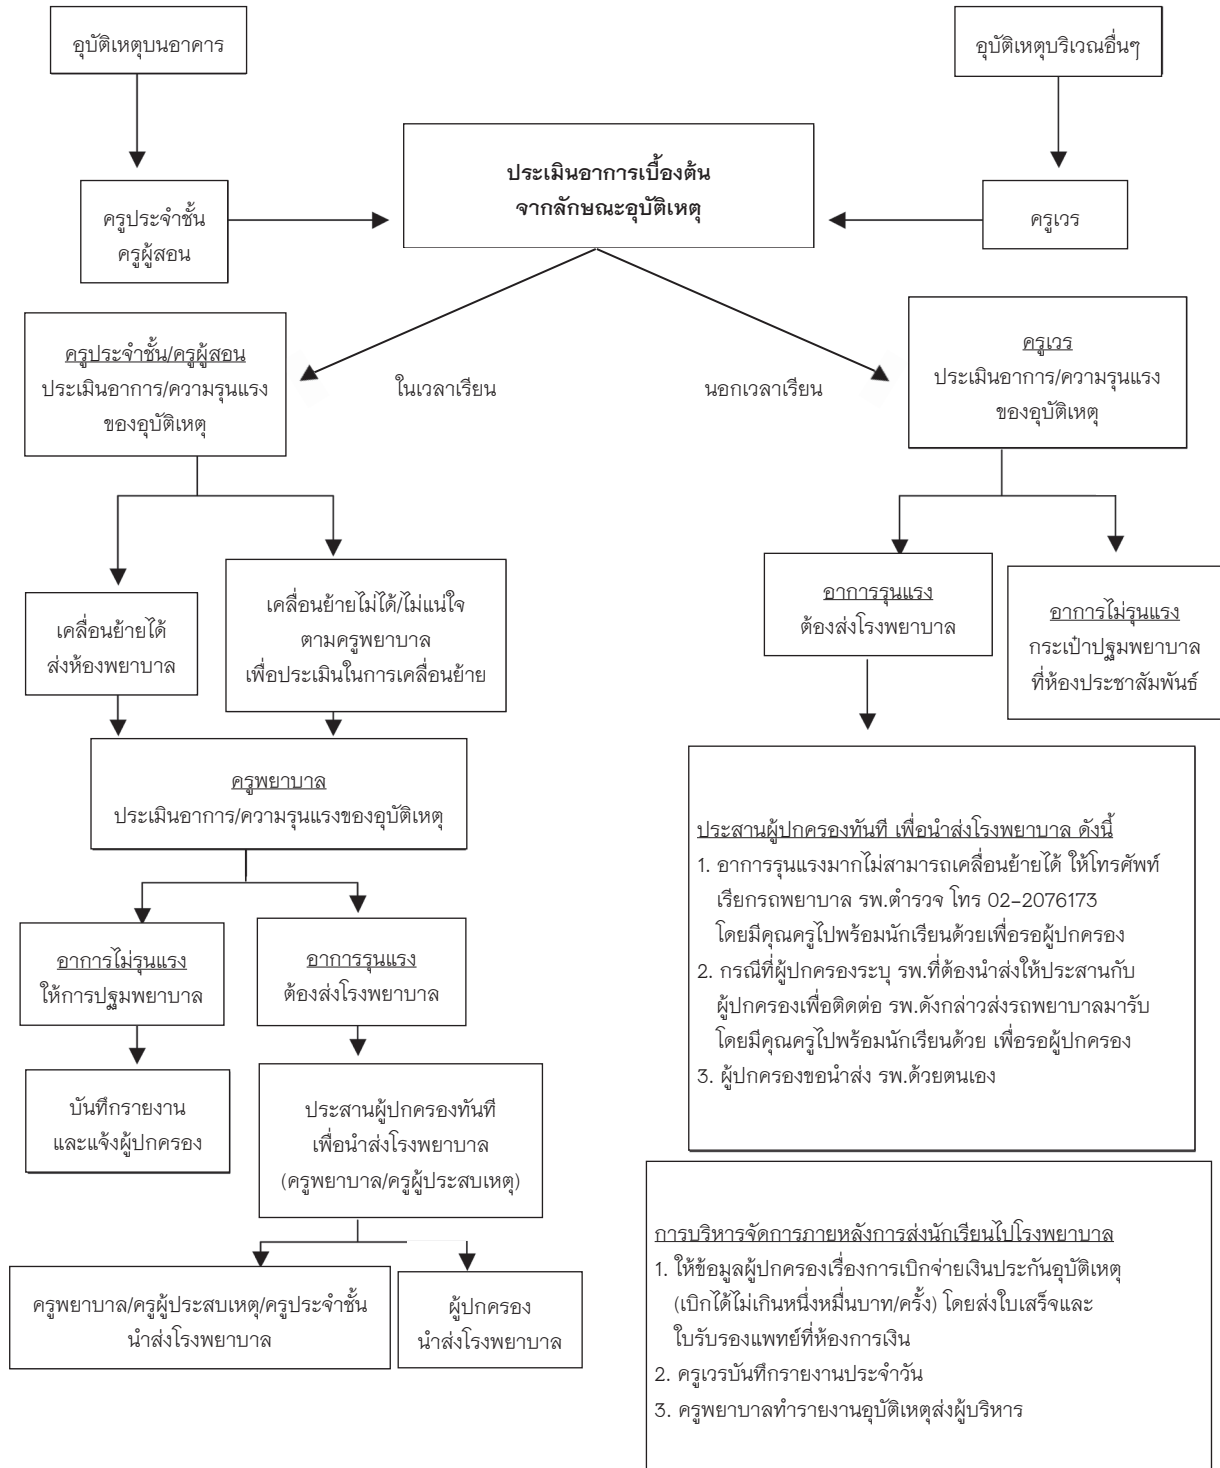 อุบัติเหตุบนอาคาร
อุบัติเหตุบริเวณอื่นๆ
ประเมินอาการเบื้องต้น
จากลักษณะอุบัติเหตุ
ครูประจำชั้น
ครูผู้สอน
ครูเวร
ครูประจำชั้น/ครูผู้สอน
ประเมินอาการ/ความรุนแรง
ของอุบัติเหตุ
ในเวลาเรียน
นอกเวลาเรียน
ครูเวร
ประเมินอาการ/ความรุนแรง
ของอุบัติเหตุ
เคลื่อนย้ายได้
ส่งห้องพยาบาล
เคลื่อนย้ายไม่ได้/ไม่แน่ใจ
ตามครูพยาบาล
เพื่อประเมินในการเคลื่อนย้าย
อาการรุนแรง
ต้องส่งโรงพยาบาล
อาการไม่รุนแรง
กระเป๋าปฐมพยาบาล
ที่ห้องประชาสัมพันธ์
ครูพยาบาล
ประเมินอาการ/ความรุนแรงของอุบัติเหตุ
อาการไม่รุนแรง
ให้การปฐมพยาบาล
อาการรุนแรง
ต้องส่งโรงพยาบาล
บันทึกรายงาน
และแจ้งผู้ปกครอง
ประสานผู้ปกครองทันที
เพื่อนำส่งโรงพยาบาล
(ครูพยาบาล/ครูผู้ประสบเหตุ)
ครูพยาบาล/ครูผู้ประสบเหตุ/ครูประจำชั้น
นำส่งโรงพยาบาล
ผู้ปกครอง
นำส่งโรงพยาบาล
ประสานผู้ปกครองทันที เพื่อนำส่งโรงพยาบาล ดังนี้
1. อาการรุนแรงมากไม่สามารถเคลื่อนย้ายได้ ให้โทรศัพท์
เรียกรถพยาบาล รพ.ตำรวจ โทร 02-2076173
โดยมีคุณครูไปพร้อมนักเรียนด้วยเพื่อรอผู้ปกครอง
2. กรณีที่ผู้ปกครองระบุ รพ.ที่ต้องนำส่งให้ประสานกับ
ผู้ปกครองเพื่อติดต่อ รพ.ดังกล่าวส่งรถพยาบาลมารับ
โดยมีคุณครูไปพร้อมนักเรียนด้วย เพื่อรอผู้ปกครอง
3. ผู้ปกครองขอนำส่ง รพ.ด้วยตนเอง
การบริหารจัดการภายหลังการส่งนักเรียนไปโรงพยาบาล
1. ให้ข้อมูลผู้ปกครองเรื่องการเบิกจ่ายเงินประกันอุบัติเหตุ
(เบิกได้ไม่เกินหนึ่งหมื่นบาท/ครั้ง) โดยส่งใบเสร็จและ
ใบรับรองแพทย์ที่ห้องการเงิน
2. ครูเวรบันทึกรายงานประจำวัน
3. ครูพยาบาลทำรายงานอุบัติเหตุส่งผู้บริหาร